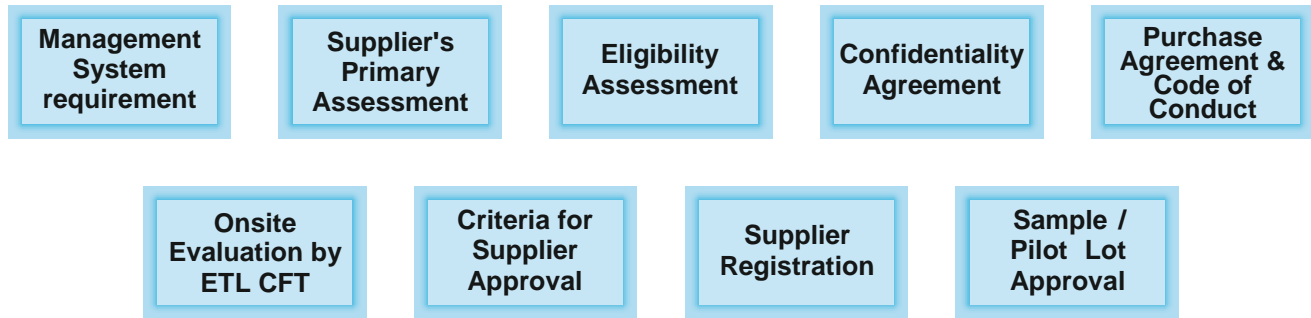 Management
System
requirement
Supplier's
Primary
Assessment
Eligibility
Assessment
Confidentiality
Agreement
Purchase
Agreement &
Code of
Conduct
Onsite
Evaluation by
ETL CFT
Criteria for
Supplier
Approval
Supplier
Registration
Sample /
Pilot Lot
Approval